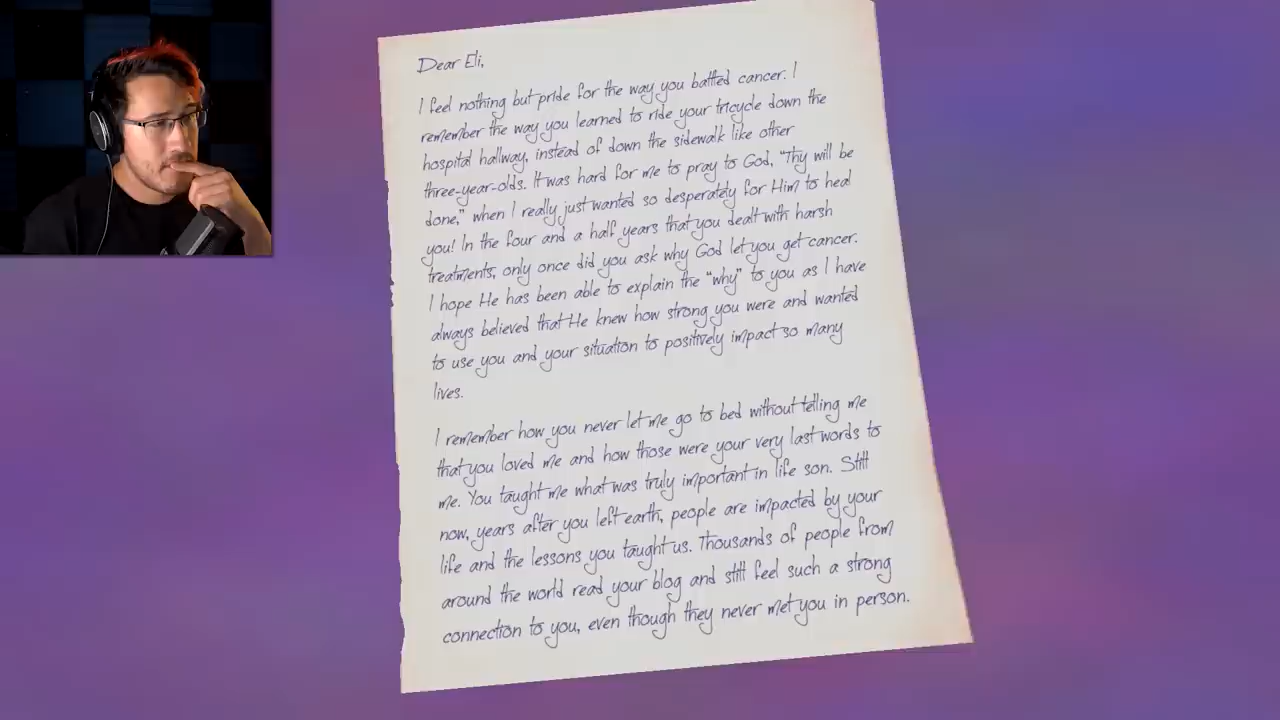 Dear Eli,
I feel nothing but pride for the way you battled cancer. I
remember the way you learned to ride your tricycle down the
hospital hallway, instead of down the sidewalk like other
three-year-olds. It was hard for me to pray to God, "Thy will be
done," when I really just wanted so desperately for Him to heal
you! In the four and a half years that you dealt with harsh
treatments, only once did you ask why God let you get cancer.
I hope He has been able to explain the "why" to you as I have
always believed that He knew how strong you were and wanted
to use you and your situation to positively impact so many
lives.
I remember how you never let me go to bed without telling me
that you loved me and how those were your very last words to
me. You taught me what was truly important in life son. Still
now, years after you left earth, people are impacted by your
life and the lessons you taught us. Thousands of people from
around the world read your blog and still feel such a strong
connection to you, even though they never met you in person.